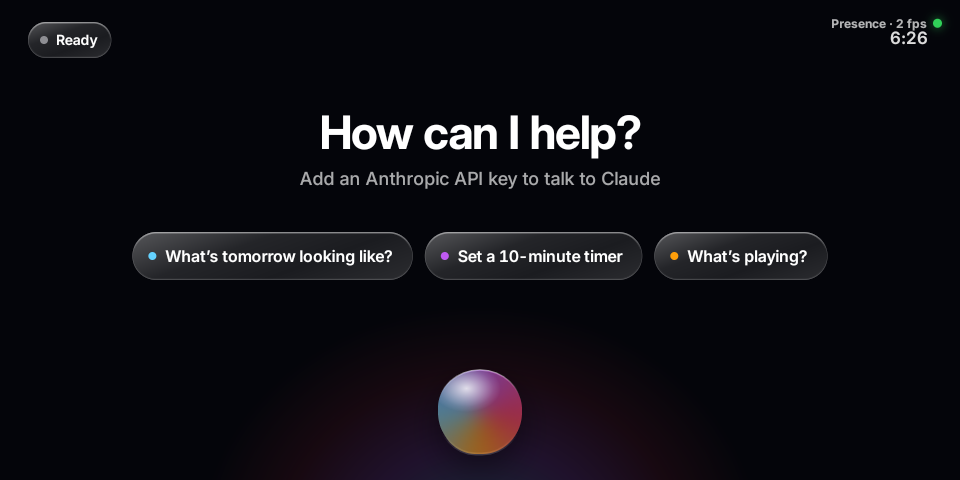 Ready
Presence · 2 fps
6:26
How can I help?
Add an Anthropic API key to talk to Claude
What’s tomorrow looking like?
Set a 10-minute timer
What’s playing?